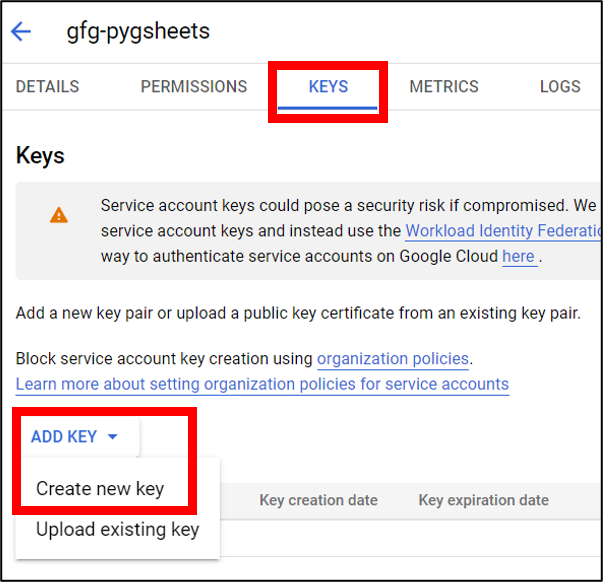 gfg-pygsheets
DETAILS PERMISSIONS KEYS METRICS LOGS
Keys
Service account keys could pose a security risk if compromised. We
service account keys and instead use the Workload Identity Federatio
way to authenticate service accounts on Google Cloud here .
Add a new key pair or upload a public key certificate from an existing key pair.
Block service account key creation using organization policies.
Learn more about setting organization policies for service accounts
ADD KEY
Create new key
Key creation date Key expiration date
Upload existing key